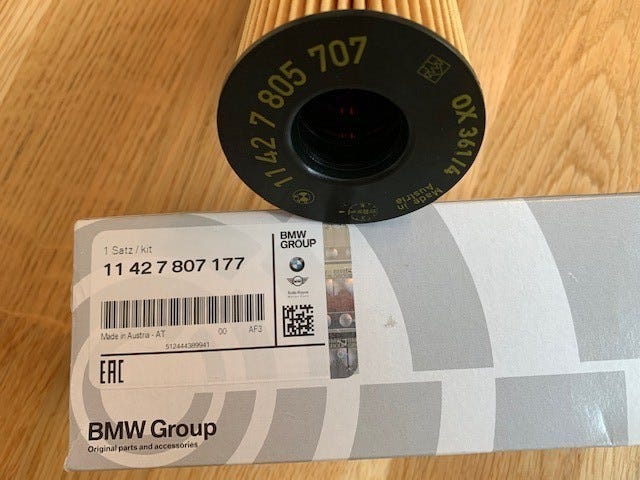 11 42 7 805 707
OX 361/4
Made in
Austria
1 Satz / kit
11 42 7 807 177
Made in Austria - AT 00 AF3
512444389941
EAC
BMW
GROUP
BMW Group
Original parts and accessories